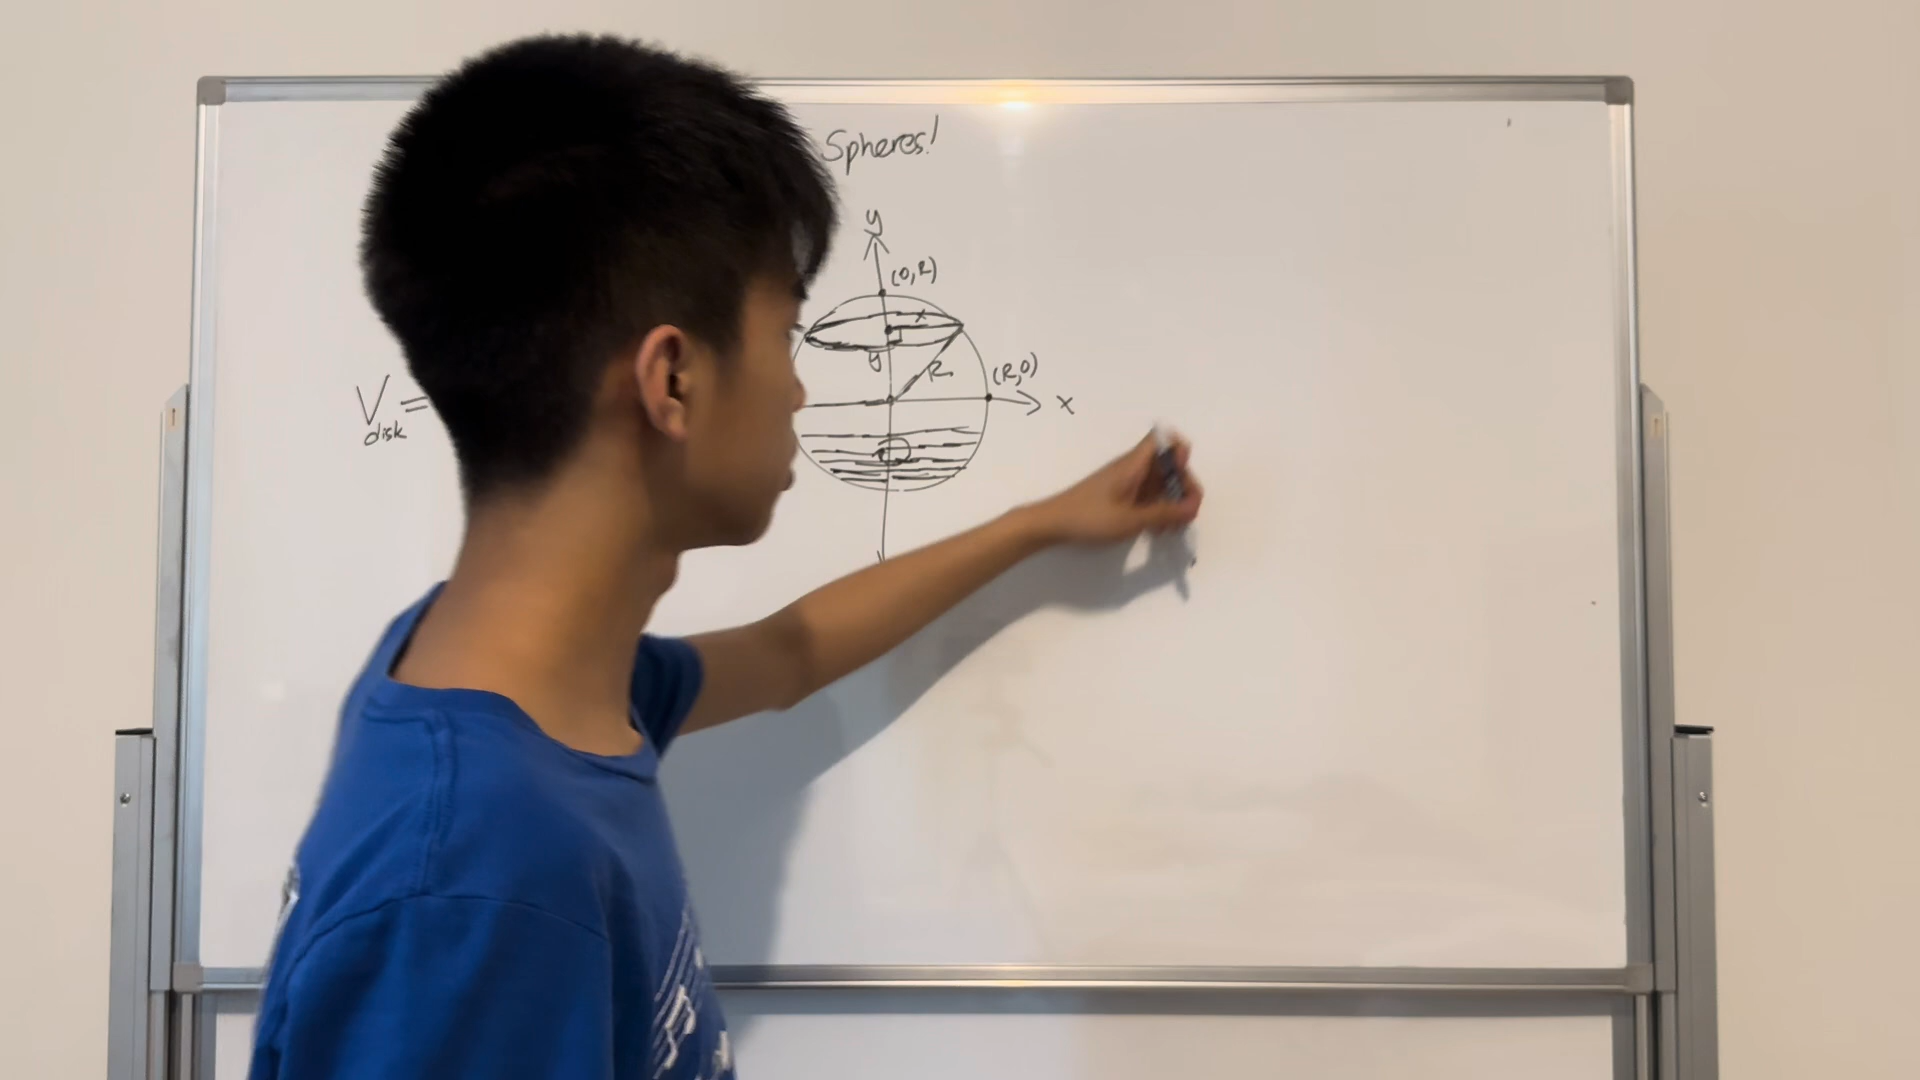 Spheres!
y
(0,R)
x
y
R
(R,0)
x
V =
disk